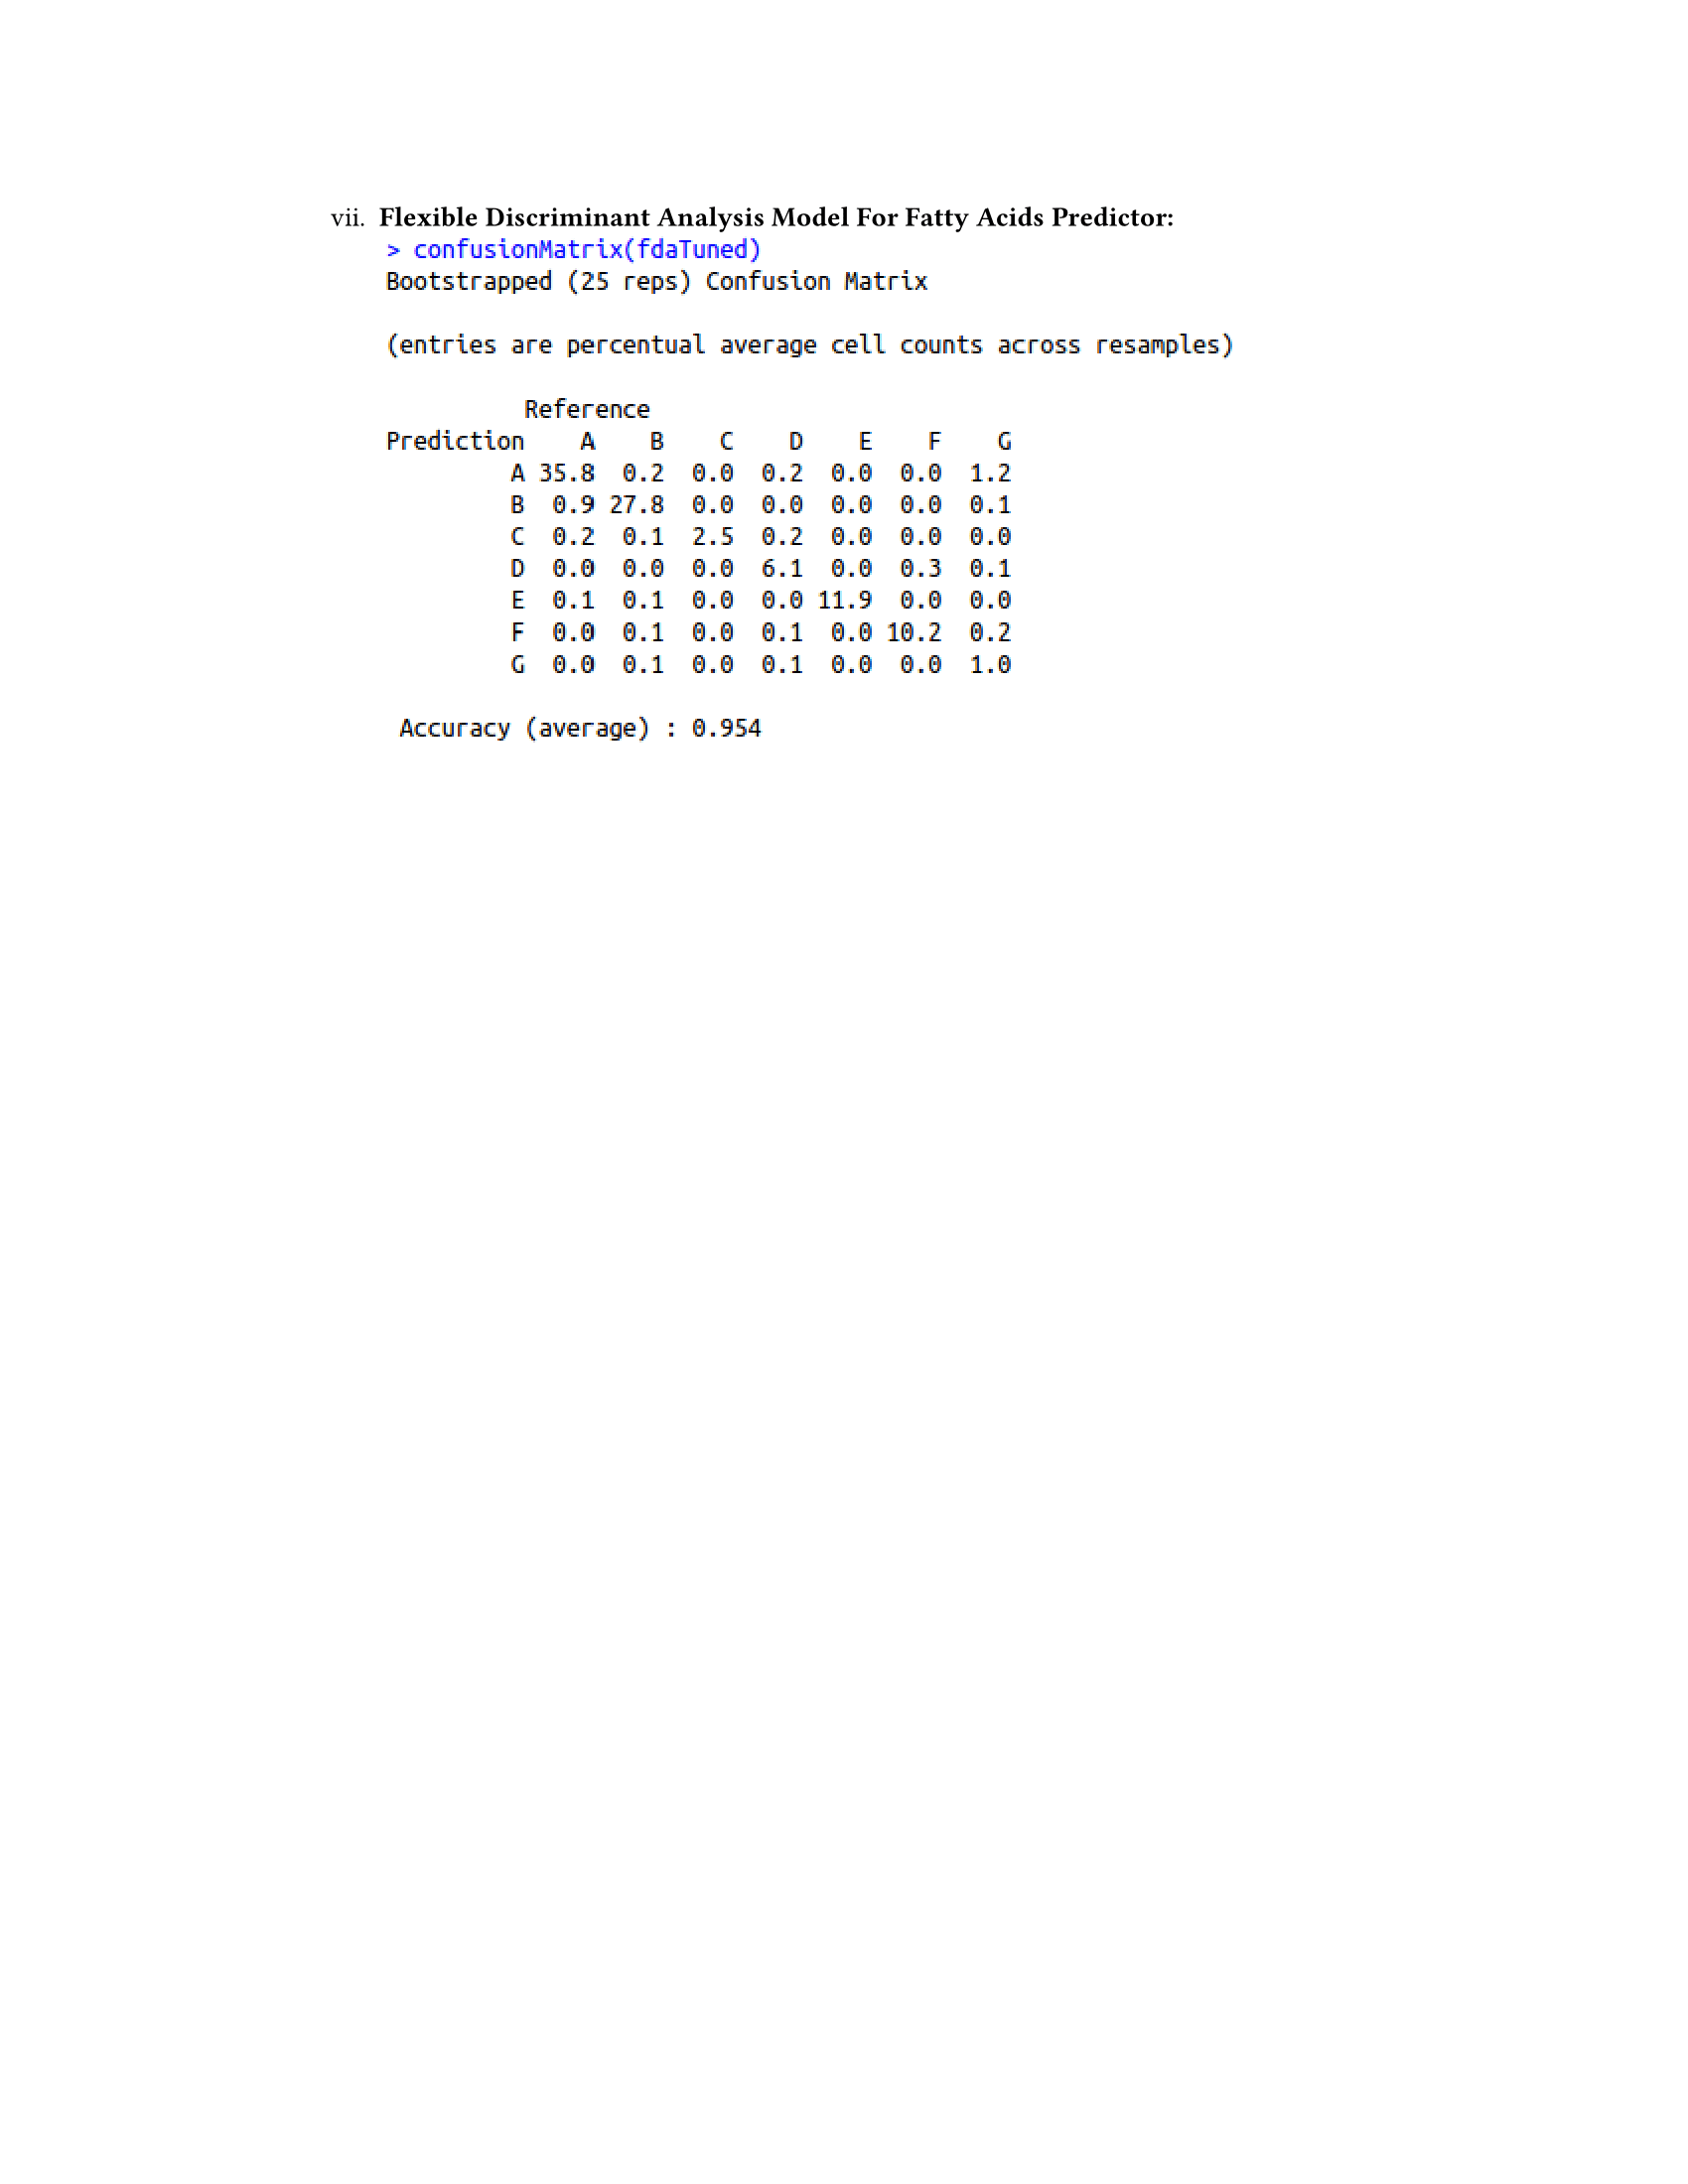 vii. Flexible Discriminant Analysis Model For Fatty Acids Predictor:
> confusionMatrix(fdaTuned)
Bootstrapped (25 reps) Confusion Matrix
(entries are percentual average cell counts across resamples)
Reference
Prediction A B C D E F G
A 35.8 0.2 0.0 0.2 0.0 0.0 1.2
B 0.9 27.8 0.0 0.0 0.0 0.0 0.1
C 0.2 0.1 2.5 0.2 0.0 0.0 0.0
D 0.0 0.0 0.0 6.1 0.0 0.3 0.1
E 0.1 0.1 0.0 0.0 11.9 0.0 0.0
F 0.0 0.1 0.0 0.1 0.0 10.2 0.2
G 0.0 0.1 0.0 0.1 0.0 0.0 1.0
Accuracy (average) : 0.954